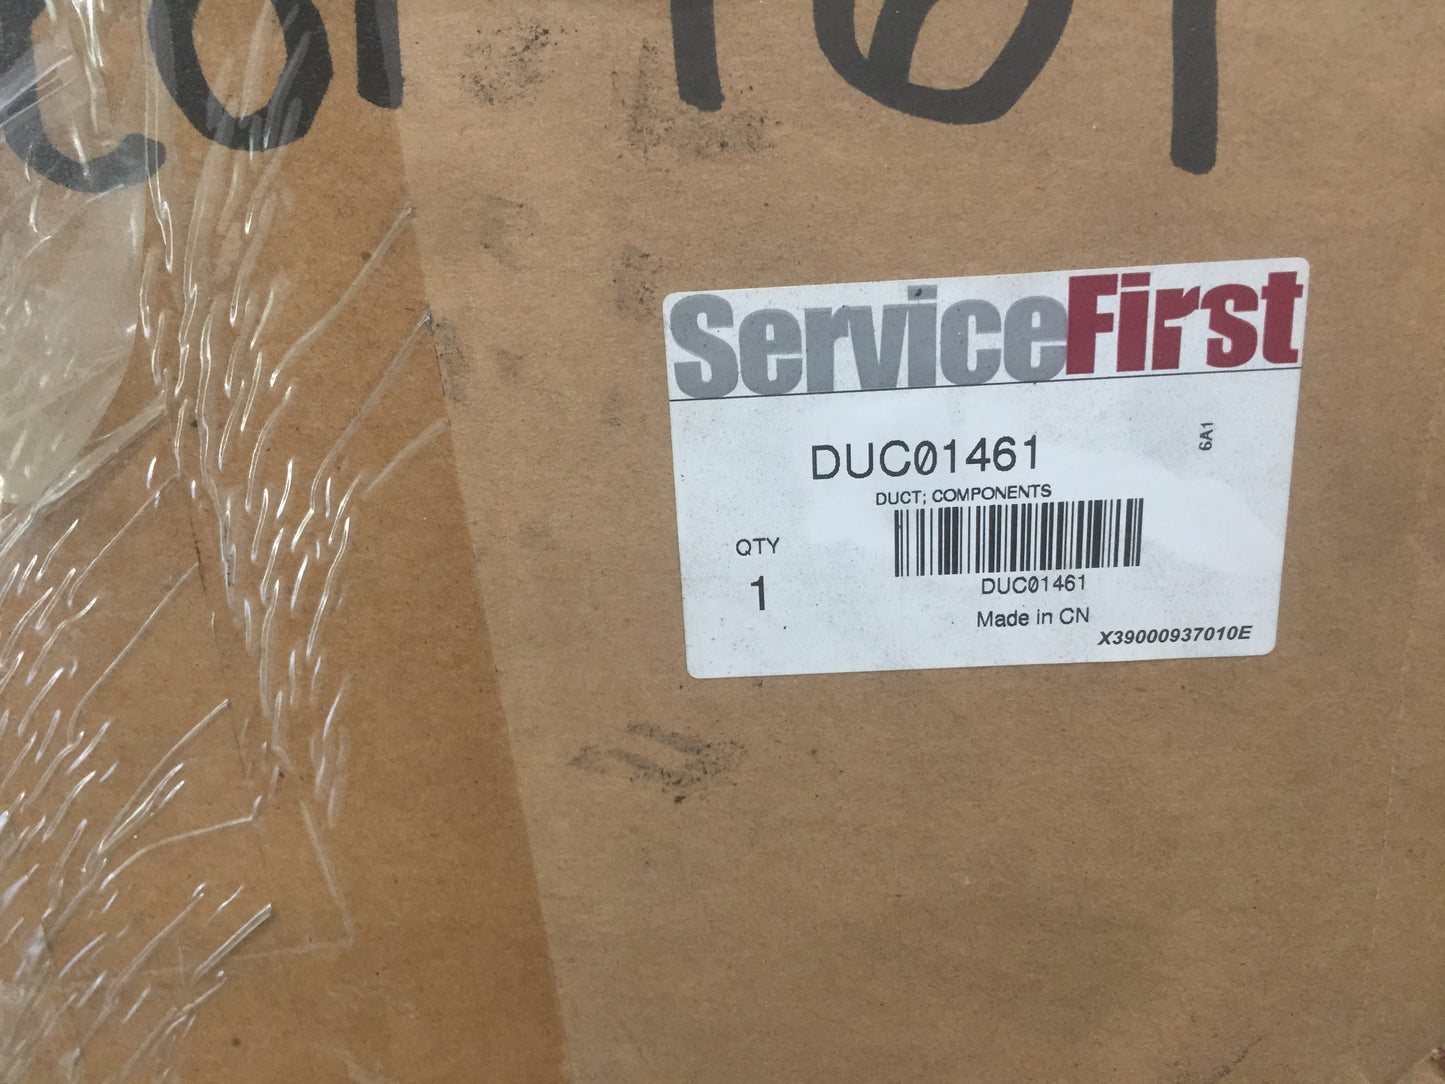 ServiceFirst
DUC01461
6A1
DUCT; COMPONENTS
QTY
1
DUC01461
Made in CN
X39000937010E